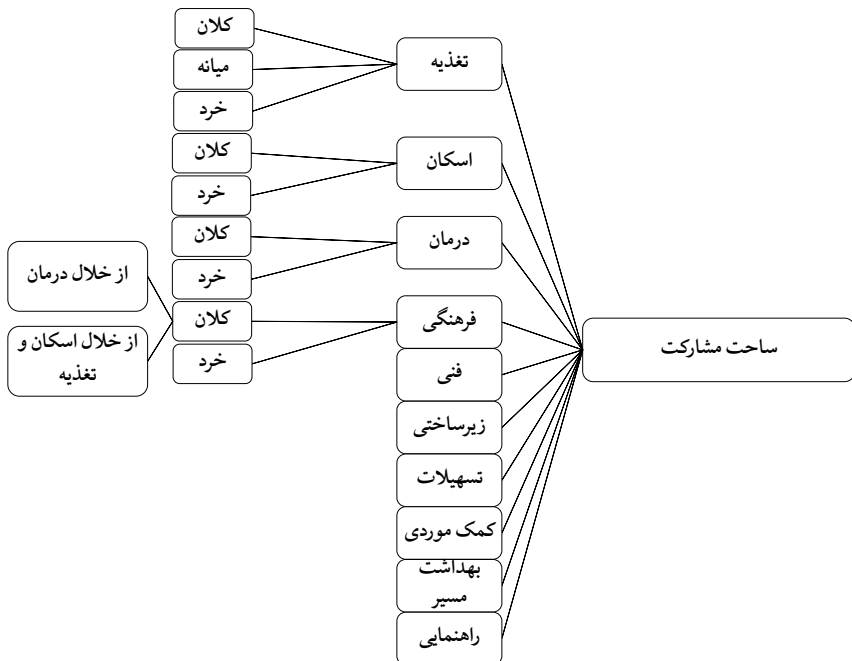 ساحت مشارکت
تغذیه
کلان
میانه
خرد
اسکان
کلان
خرد
درمان
کلان
خرد
فرهنگی
کلان
از خلال درمان
از خلال اسکان و
تغذیه
خرد
فنی
زیرساختی
تسهیلات
کمک موردی
بهداشت
مسیر
راهنمایی